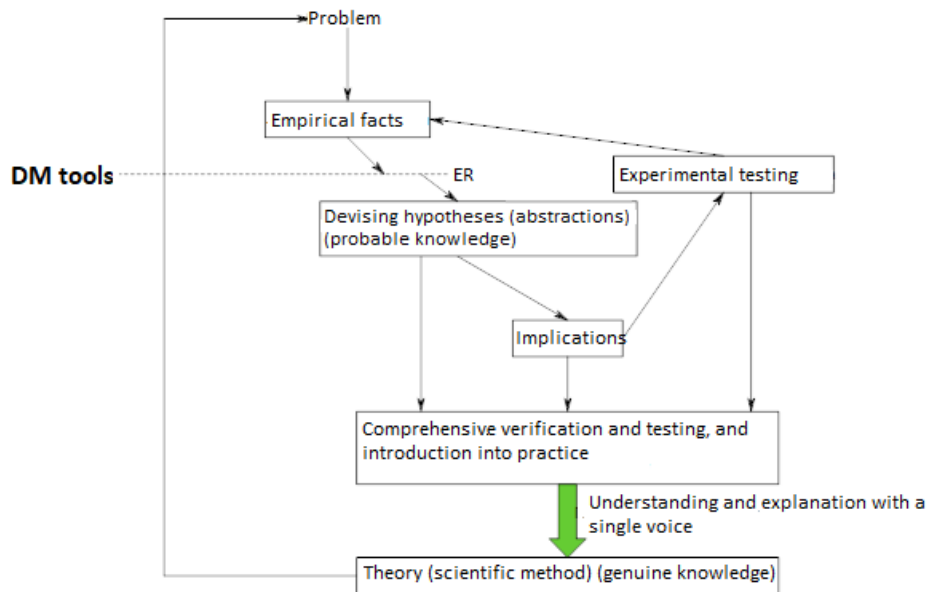 Problem
Empirical facts
DM tools
ER
Experimental testing
Devising hypotheses (abstractions)
(probable knowledge)
Implications
Comprehensive verification and testing, and
introduction into practice
Understanding and explanation with a
single voice
Theory (scientific method) (genuine knowledge)